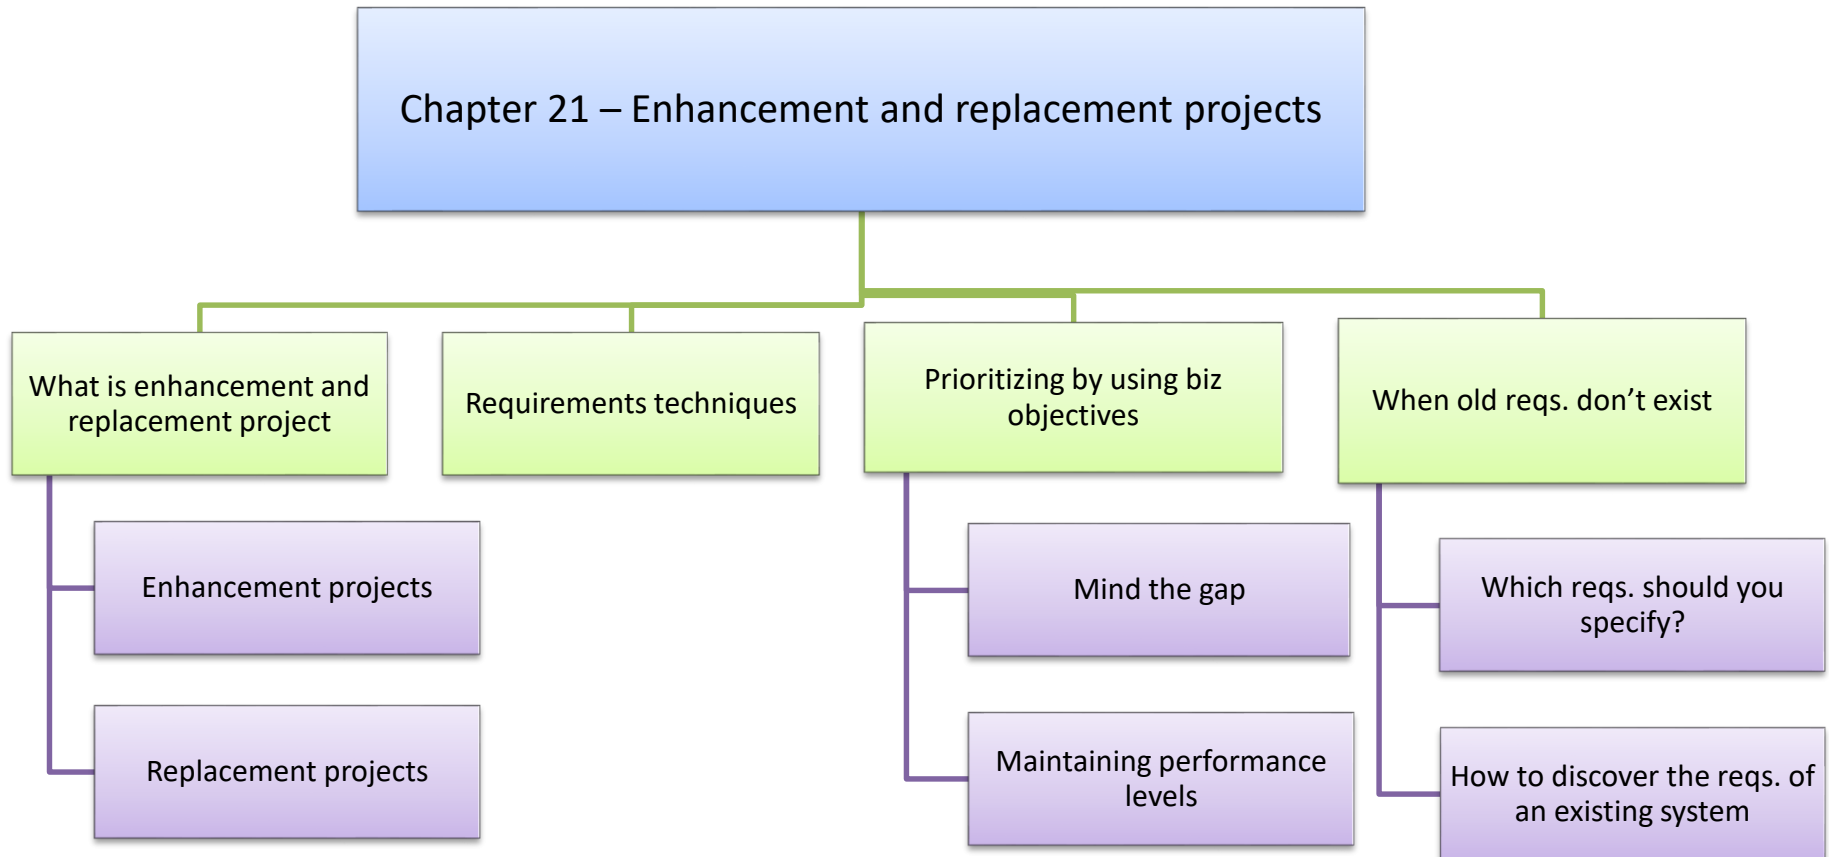 Chapter 21 – Enhancement and replacement projects
What is enhancement and
replacement project
Enhancement projects
Replacement projects
Requirements techniques
Prioritizing by using biz
objectives
Mind the gap
Maintaining performance
levels
When old reqs. don’t exist
Which reqs. should you
specify?
How to discover the reqs. of
an existing system